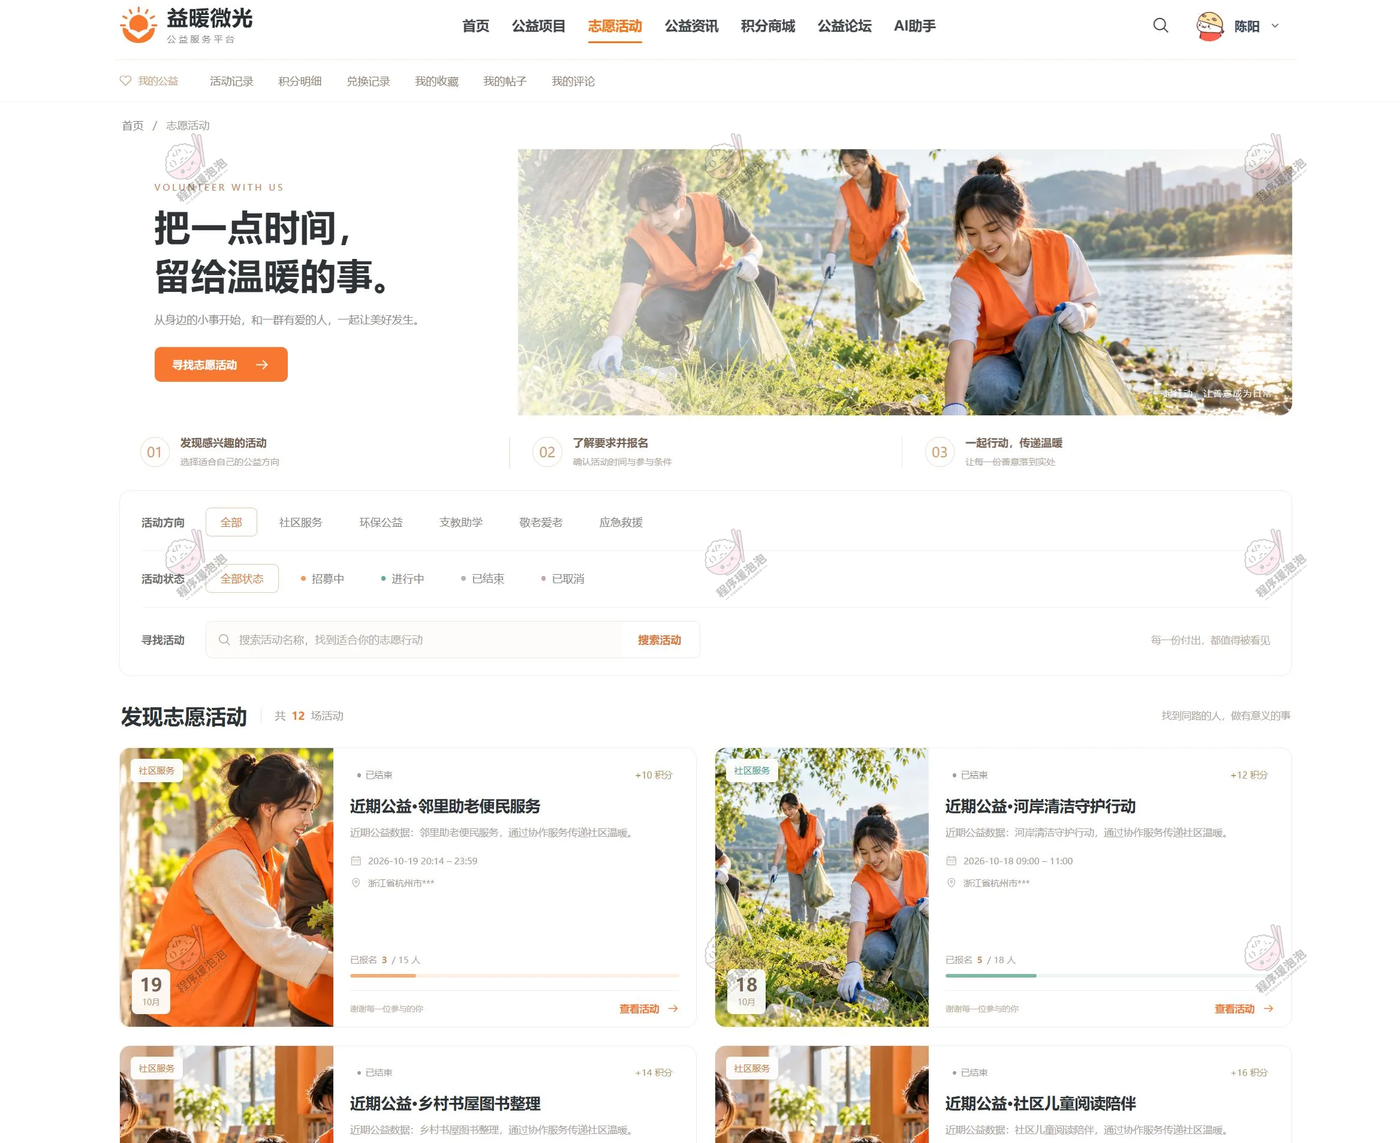 益暖微光
公益服务平台
首页 公益项目 志愿活动 公益资讯 积分商城 公益论坛 AI助手
陈阳
我的公益 活动记录 积分明细 兑换记录 我的收藏 我的帖子 我的评论
首页 / 志愿活动
VOLUNTEER WITH US
把一点时间,
留给温暖的事。
从身边的小事开始，和一群有爱的人，一起让美好发生。
寻找志愿活动 →
一起行动，让善意成为日常
01 发现感兴趣的活动
选择适合自己的公益方向
02 了解要求并报名
确认活动时间与参与条件
03 一起行动，传递温暖
让每一份善意落到实处
活动方向 全部 社区服务 环保公益 支教助学 敬老爱老 应急救援
活动状态 全部状态 招募中 进行中 已结束 已取消
寻找活动 搜索活动名称，找到适合你的志愿行动 搜索活动 每一份付出，都值得被看见
发现志愿活动 共 12 场活动 找到同路的人，做有意义的事
社区服务
19
10月
已结束 +10 积分
近期公益·邻里助老便民服务
近期公益数据：邻里助老便民服务，通过协作服务传递社区温暖。
2026-10-19 20:14 – 23:59
浙江省杭州市***
已报名 3 / 15 人
谢谢每一位参与的你 查看活动 →
社区服务
18
10月
已结束 +12 积分
近期公益·河岸清洁守护行动
近期公益数据：河岸清洁守护行动，通过协作服务传递社区温暖。
2026-10-18 09:00 – 11:00
浙江省杭州市***
已报名 5 / 18 人
谢谢每一位参与的你 查看活动 →
社区服务
已结束 +14 积分
近期公益·乡村书屋图书整理
近期公益数据：乡村书屋图书整理，通过协作服务传递社区温暖。
社区服务
已结束 +16 积分
近期公益·社区儿童阅读陪伴
近期公益数据：社区儿童阅读陪伴，通过协作服务传递社区温暖。
程序瑗泡泡